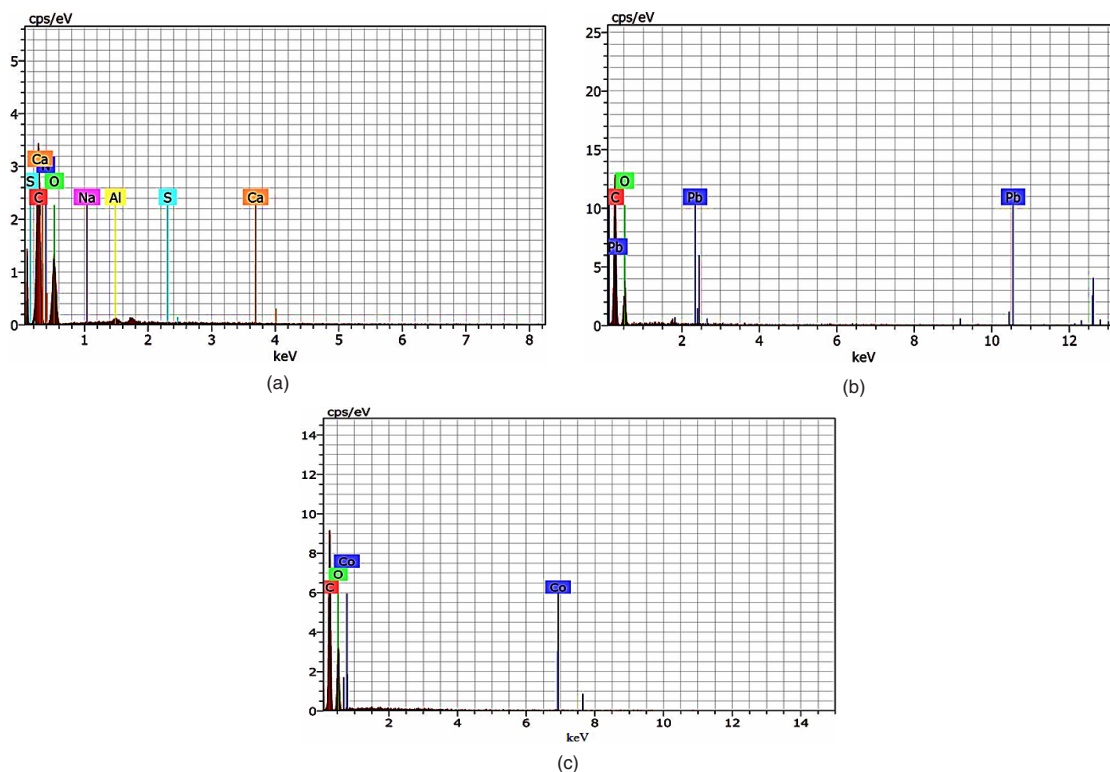 cps/eV
5
4
3
2
1
0
Ca
N
S
C
O
Na
Al
S
Ca
1 2 3 4 5 6 7 8
keV
(a)
cps/eV
25
20
15
10
5
0
O
C
Pb
Pb
Pb
2 4 6 8 10 12
keV
(b)
cps/eV
14
12
10
8
6
4
2
0
Co
O
C
Co
2 4 6 8 10 12 14
keV
(c)